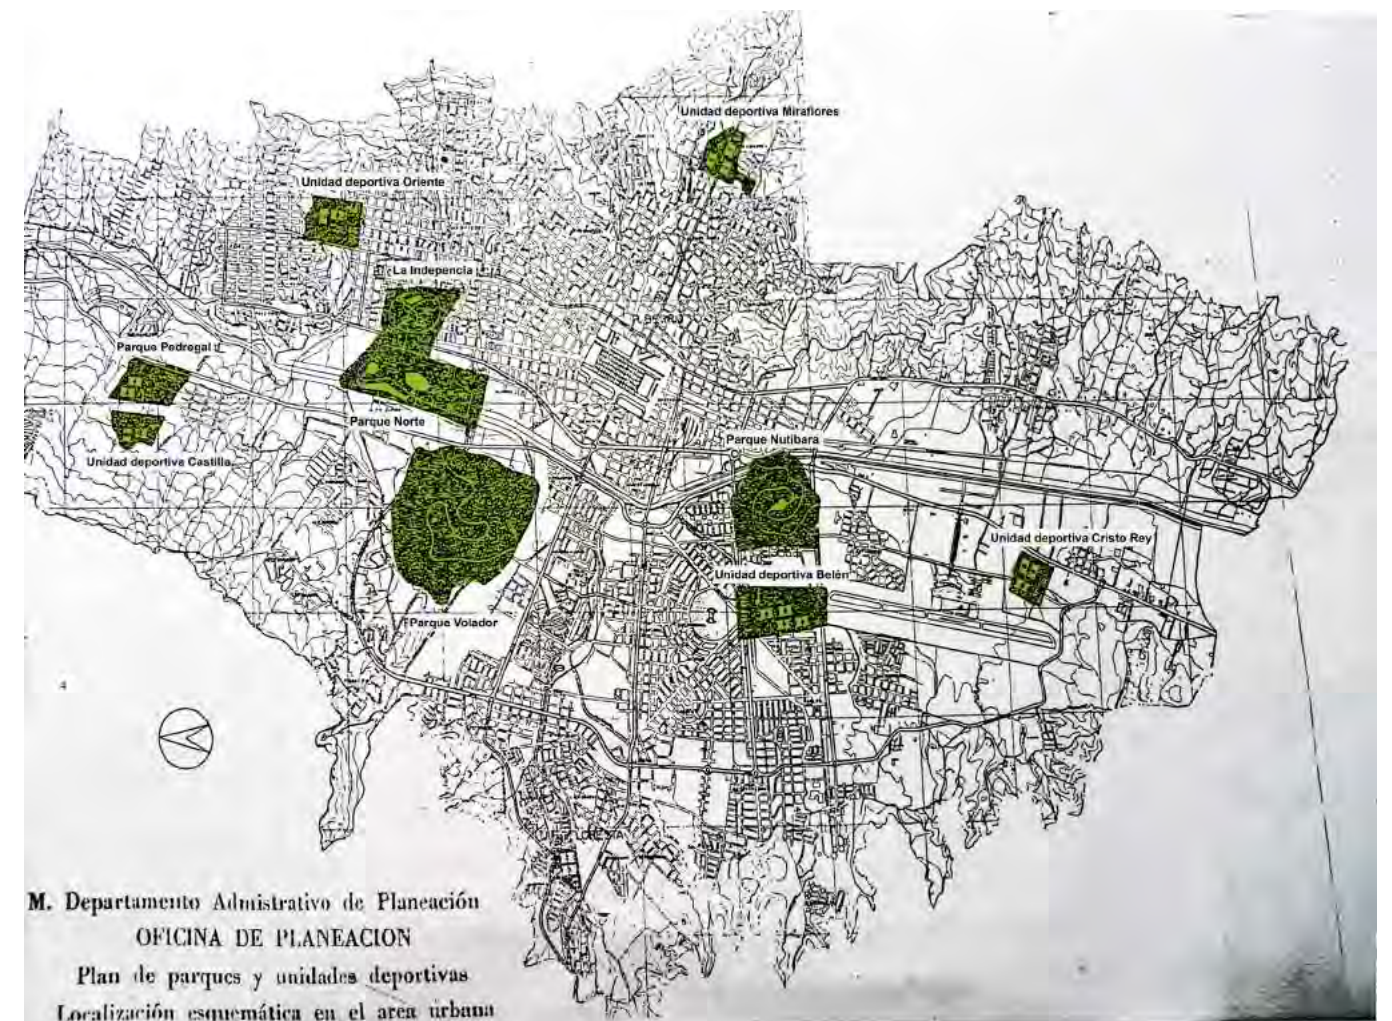 Unidad deportiva Miraflores
Unidad deportiva Oriente
La Indepencia
Parque Pedregal
Parque Norte
Parque Nutibara
Unidad deportiva Castilla
Unidad deportiva Cristo Rey
Unidad deportiva Belén
Parque Volador
4
M. Departamento Admistrativo de Planeación
OFICINA DE PLANEACION
Plan de parques y unidades deportivas
Localización esquemática en el area urbana